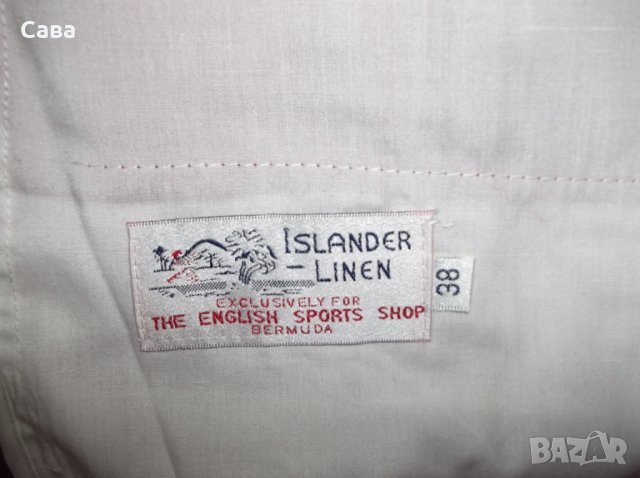 Сава
ISLANDER
- LINEN
EXCLUSIVELY FOR
THE ENGLISH SPORTS SHOP
BERMUDA
38
BAZAR